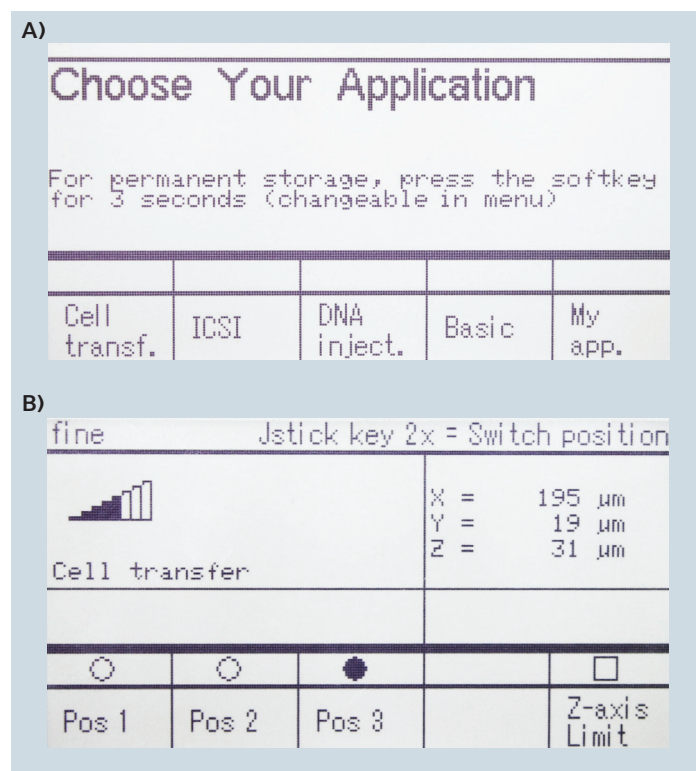 A)
Choose Your Application
For permanent storage, press the softkey
for 3 seconds (changeable in menu)
Cell transf.
ICSI
DNA inject.
Basic
My app.
B)
fine Jstick key 2x = Switch position
X = 195 µm
Y = 19 µm
Z = 31 µm
Cell transfer
Pos 1 Pos 2 Pos 3
Z-axis
Limit